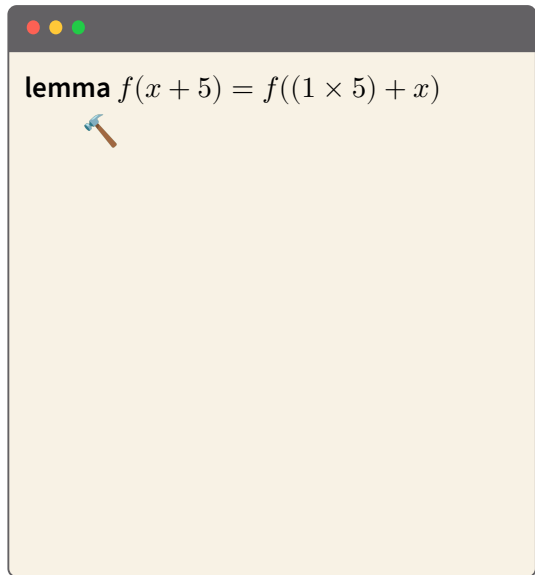 lemma f(x + 5) = f((1 × 5) + x)